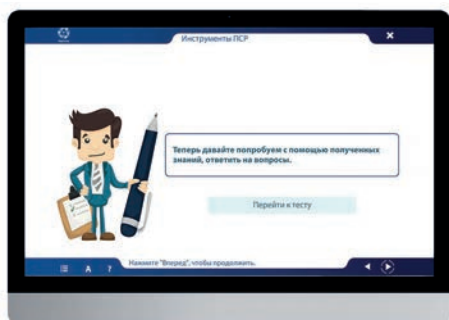 Инструменты ПСР
Теперь давайте попробуем с помощью полученных
знаний, ответить на вопросы.
Перейти к тесту
A ?
Нажмите "Вперед", чтобы продолжить.